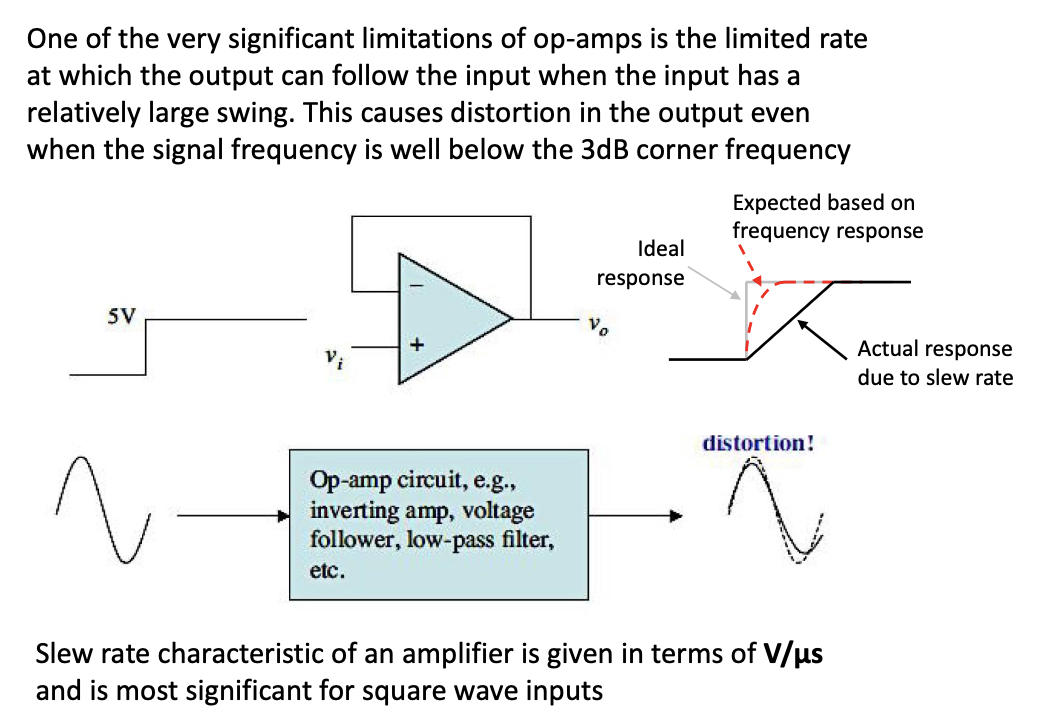 One of the very significant limitations of op-amps is the limited rate
at which the output can follow the input when the input has a
relatively large swing. This causes distortion in the output even
when the signal frequency is well below the 3dB corner frequency
Expected based on
frequency response
Ideal
response
5V
−
+
vi
vo
Actual response
due to slew rate
distortion!
Op-amp circuit, e.g.,
inverting amp, voltage
follower, low-pass filter,
etc.
Slew rate characteristic of an amplifier is given in terms of V/μs
and is most significant for square wave inputs